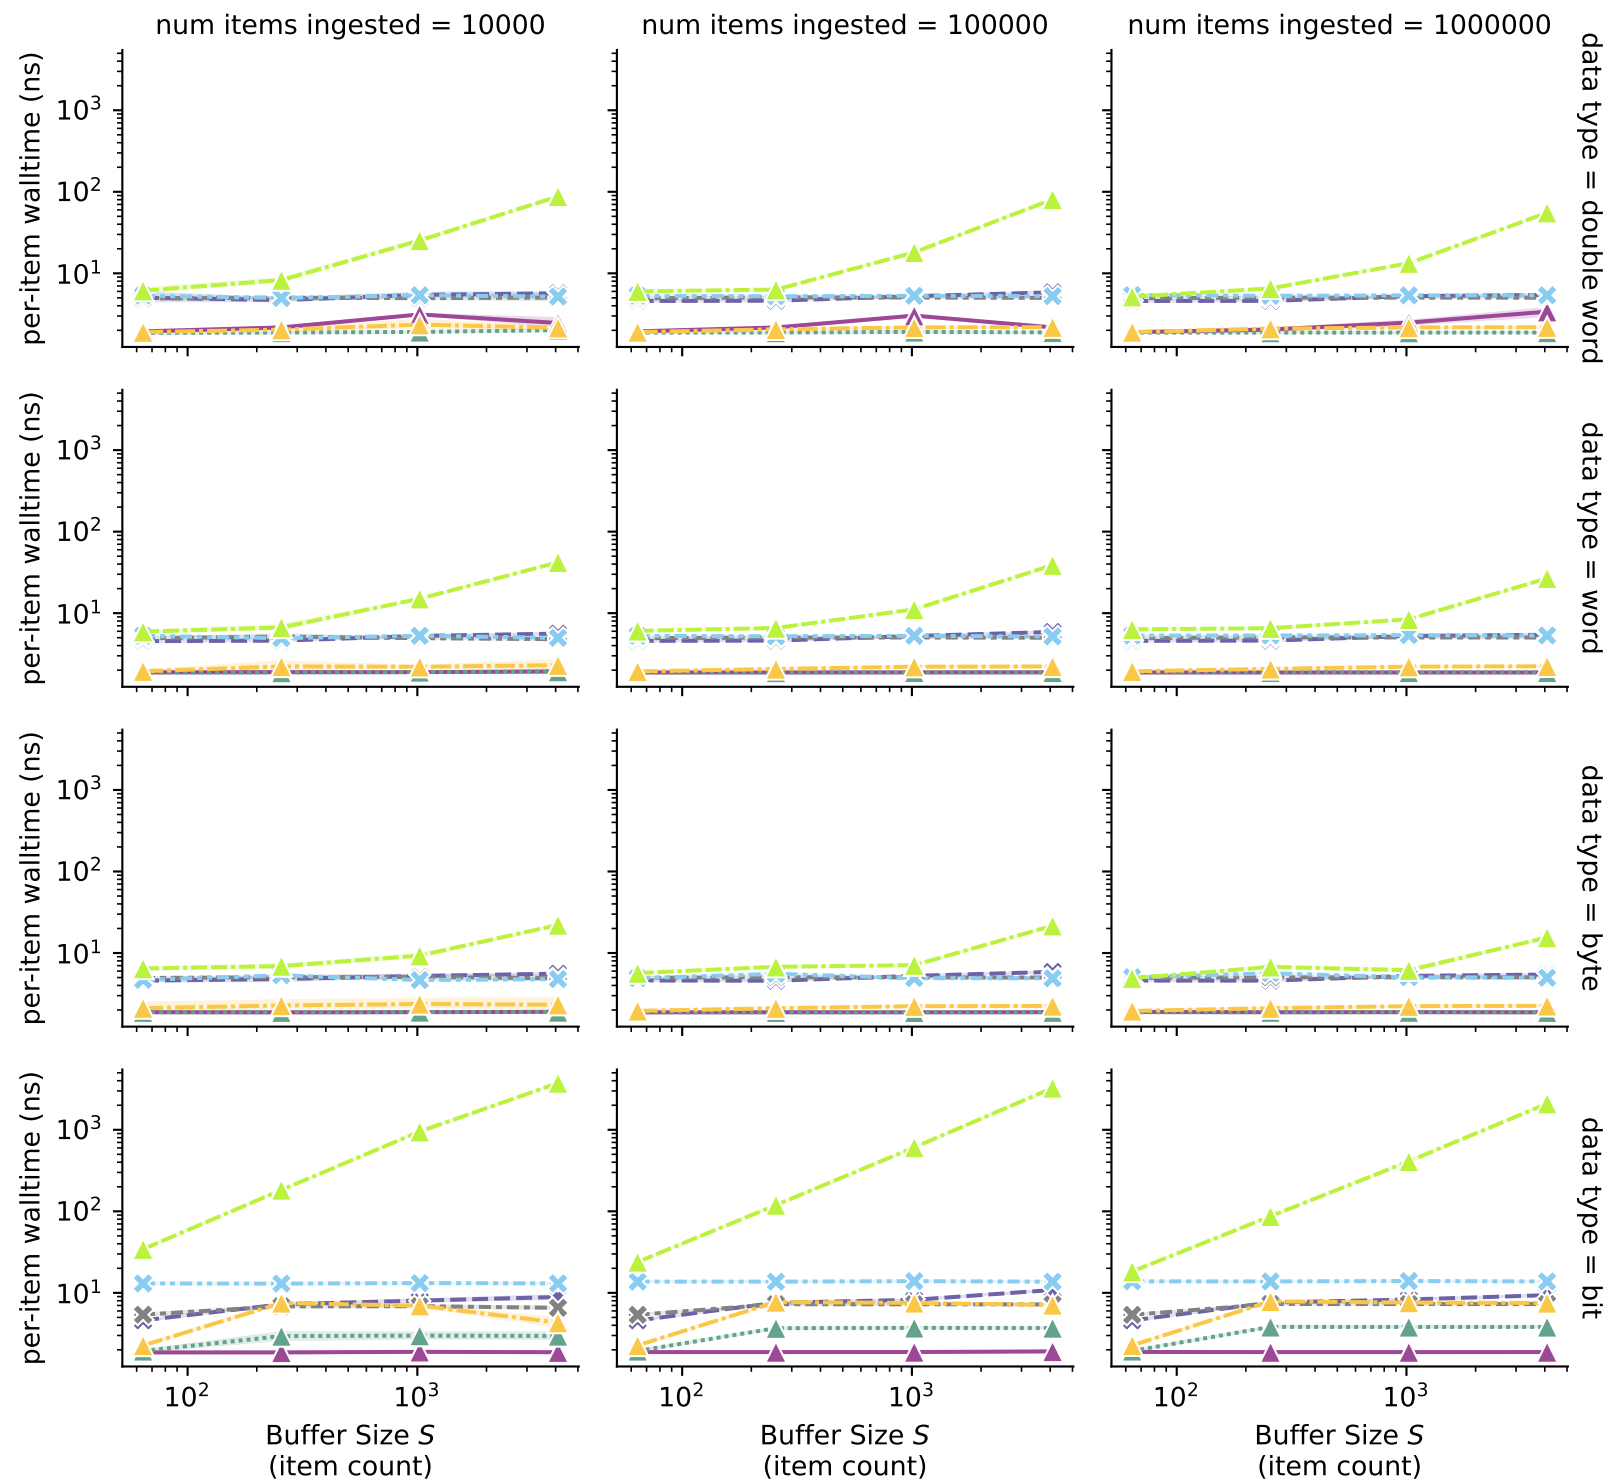 num items ingested = 10000
num items ingested = 100000
num items ingested = 1000000
per-item walltime (ns)
10³
10²
10¹
data type = double word
per-item walltime (ns)
10³
10²
10¹
data type = word
per-item walltime (ns)
10³
10²
10¹
data type = byte
per-item walltime (ns)
10³
10²
10¹
data type = bit
10² 10³
10² 10³
10² 10³
Buffer Size S
(item count)
Buffer Size S
(item count)
Buffer Size S
(item count)